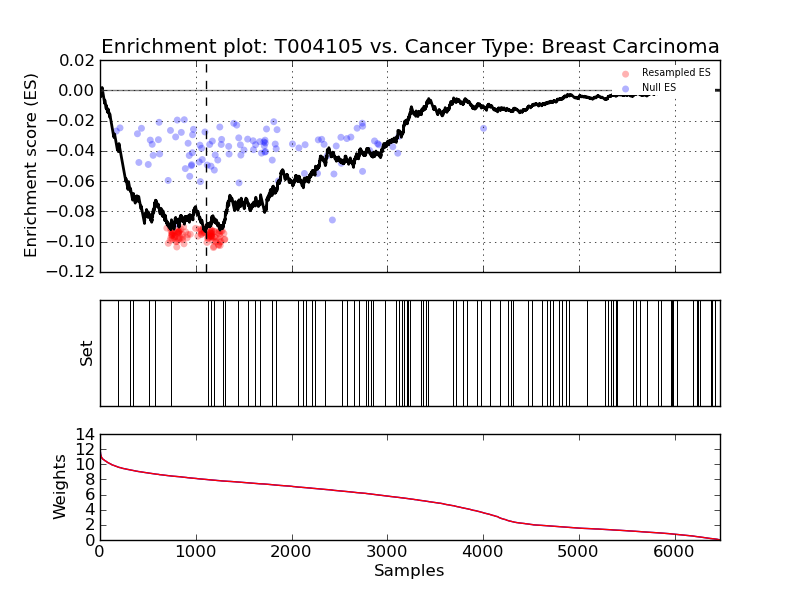 Enrichment plot: T004105 vs. Cancer Type: Breast Carcinoma
Enrichment score (ES)
0.02
0.00
−0.02
−0.04
−0.06
−0.08
−0.10
−0.12
Resampled ES
Null ES
Set
Weights
14
12
10
8
6
4
2
0
0 1000 2000 3000 4000 5000 6000
Samples